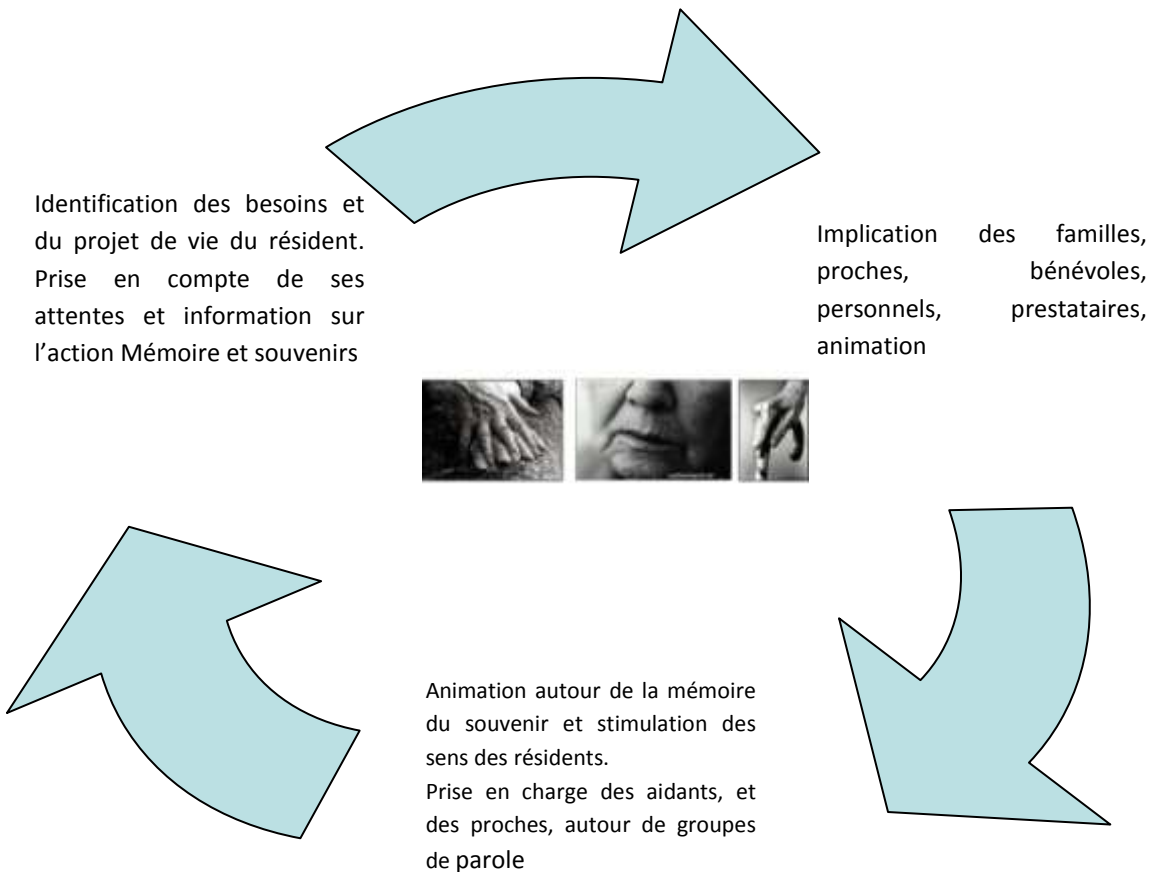 Identification des besoins et
du projet de vie du résident.
Prise en compte de ses
attentes et information sur
l’action Mémoire et souvenirs
Implication des familles,
proches, bénévoles,
personnels, prestataires,
animation
Animation autour de la mémoire
du souvenir et stimulation des
sens des résidents.
Prise en charge des aidants, et
des proches, autour de groupes
de parole